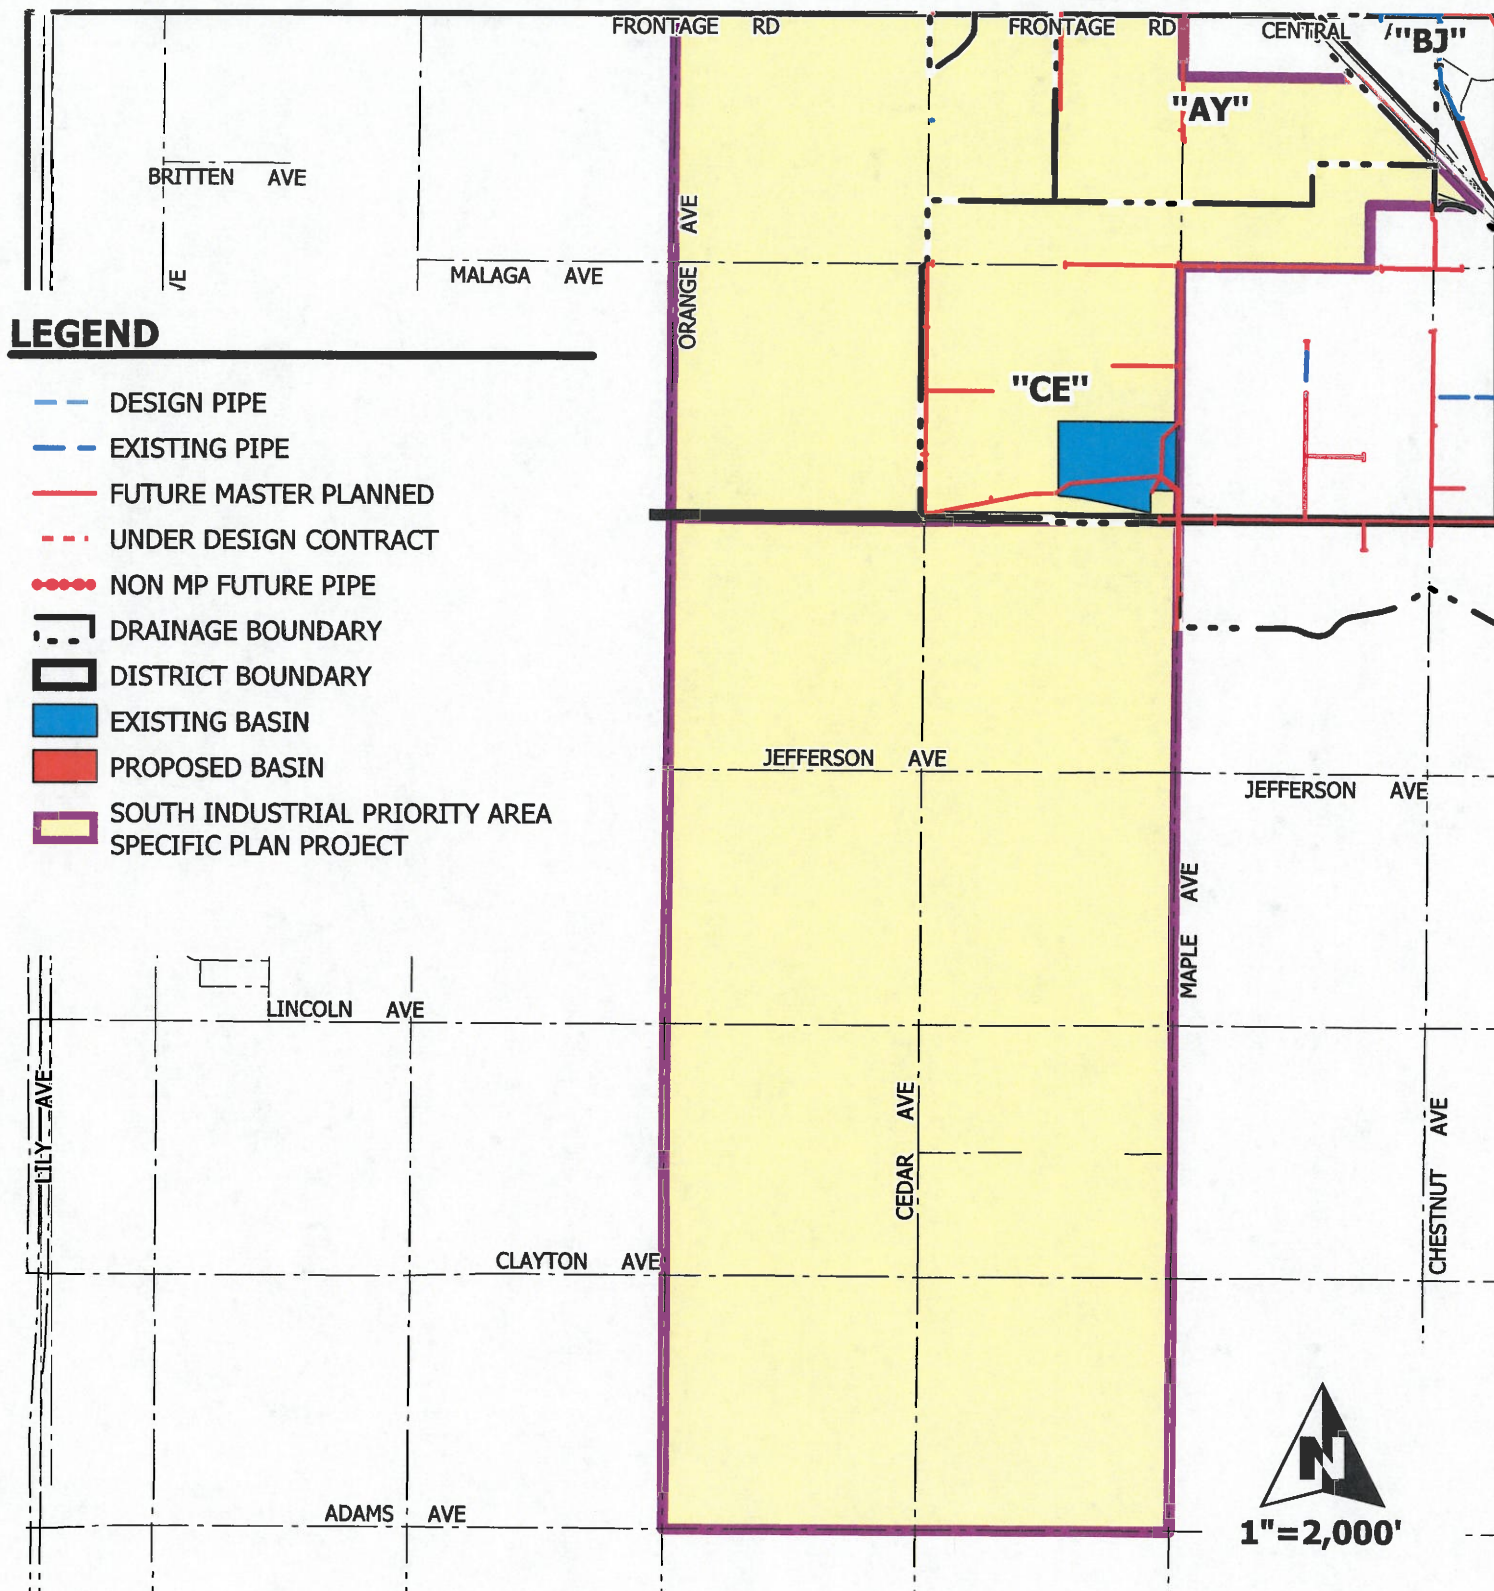 FRONTAGE RD
FRONTAGE RD
CENTRAL
"BJ"
"AY"
BRITTEN AVE
ORANGE AVE
MALAGA AVE
LEGEND
DESIGN PIPE
EXISTING PIPE
FUTURE MASTER PLANNED
UNDER DESIGN CONTRACT
NON MP FUTURE PIPE
DRAINAGE BOUNDARY
DISTRICT BOUNDARY
EXISTING BASIN
PROPOSED BASIN
SOUTH INDUSTRIAL PRIORITY AREA
SPECIFIC PLAN PROJECT
"CE"
JEFFERSON AVE
JEFFERSON AVE
MAPLE AVE
LINCOLN AVE
LILY AVE
CEDAR AVE
CHESTNUT AVE
CLAYTON AVE
ADAMS AVE
N
1"=2,000'